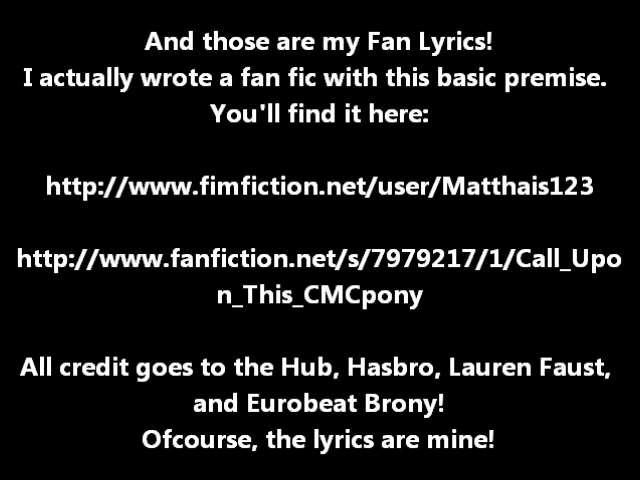 And those are my Fan Lyrics!
I actually wrote a fan fic with this basic premise.
You'll find it here:
http://www.fimfiction.net/user/Matthais123
http://www.fanfiction.net/s/7979217/1/Call_Upo
n_This_CMCpony
All credit goes to the Hub, Hasbro, Lauren Faust,
and Eurobeat Brony!
Ofcourse, the lyrics are mine!